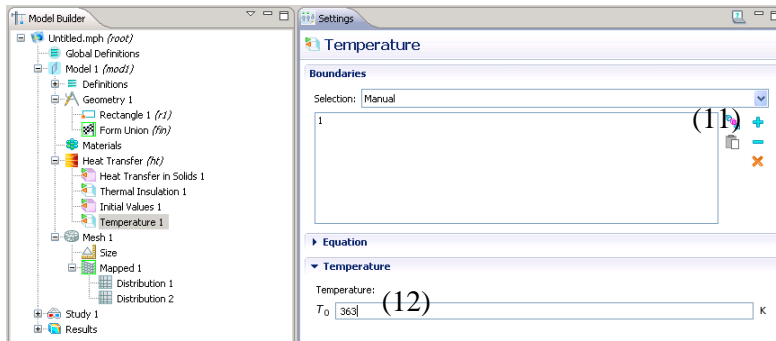 Model Builder
Untitled.mph (root)
Global Definitions
Model 1 (mod1)
Definitions
Geometry 1
Rectangle 1 (r1)
Form Union (fin)
Materials
Heat Transfer (ht)
Heat Transfer in Solids 1
Thermal Insulation 1
Initial Values 1
Temperature 1
Mesh 1
Size
Mapped 1
Distribution 1
Distribution 2
Study 1
Results
Settings
Temperature
Boundaries
Selection: Manual
1
(11)
Equation
Temperature
Temperature:
T0 363 (12) K